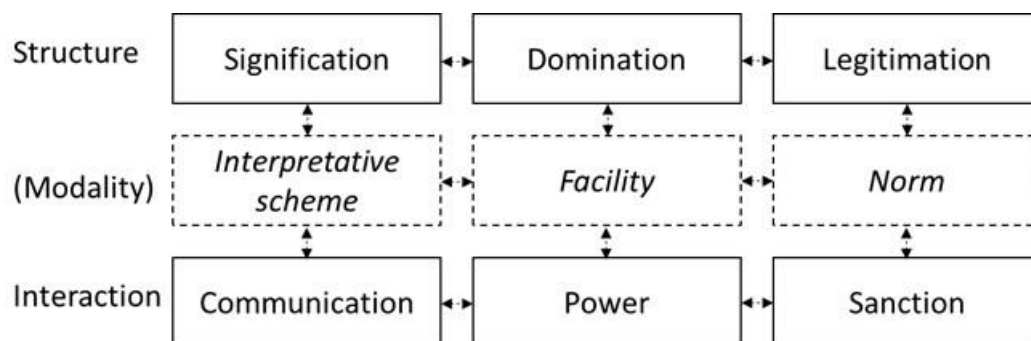 Structure
Signification
Domination
Legitimation
(Modality)
Interpretative
scheme
Facility
Norm
Interaction
Communication
Power
Sanction